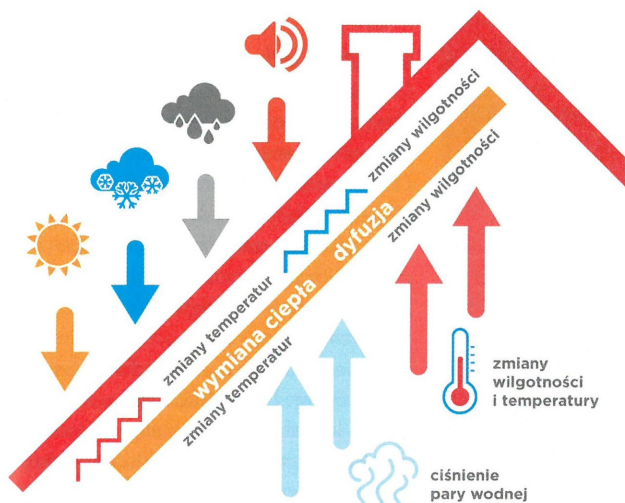 zmiany wilgotności
dyfuzja
zmiany wilgotności
zmiany temperatur
wymiana ciepła
zmiany temperatur
zmiany
wilgotności
i temperatury
ciśnienie
pary wodnej